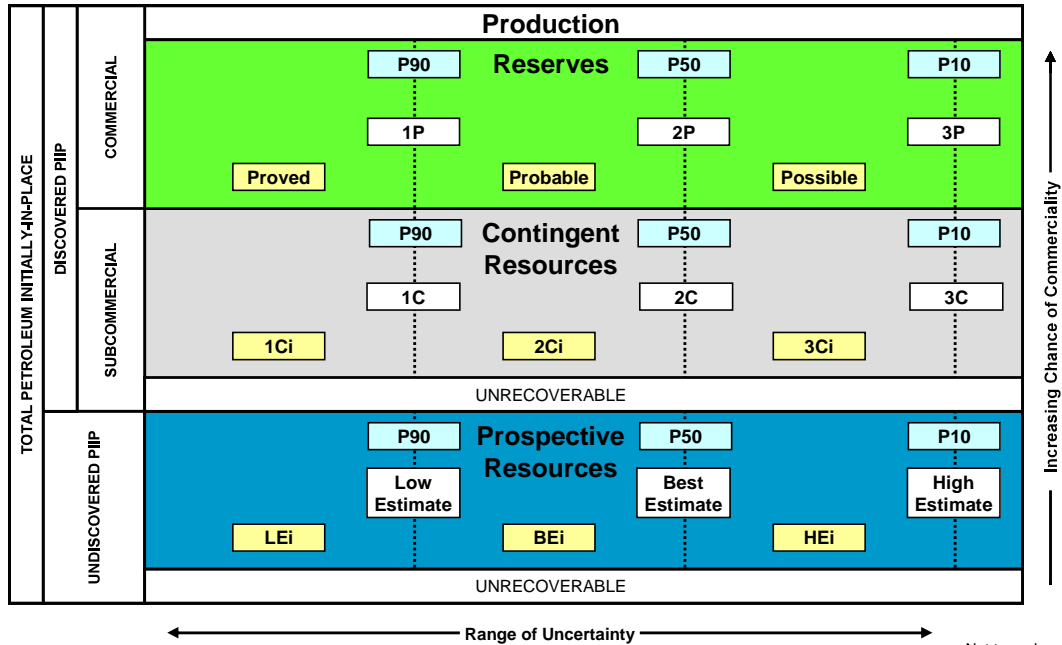 Production
TOTAL PETROLEUM INITIALLY-IN-PLACE
DISCOVERED PIIP
COMMERCIAL
P90
Reserves
P50
P10
1P
2P
3P
Proved
Probable
Possible
SUBCOMMERCIAL
P90
Contingent
Resources
P50
P10
1C
2C
3C
1Ci
2Ci
3Ci
UNRECOVERABLE
UNDISCOVERED PIIP
P90
Prospective
Resources
P50
P10
Low
Estimate
Best
Estimate
High
Estimate
LEi
BEi
HEi
UNRECOVERABLE
Increasing Chance of Commerciality
Range of Uncertainty